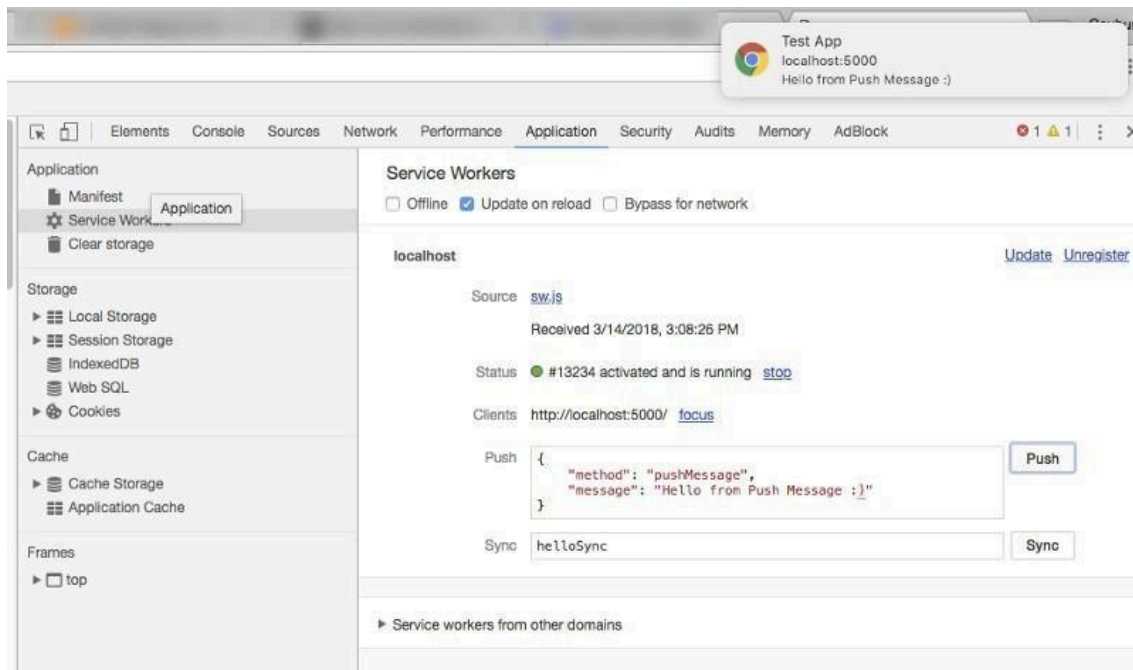 Test App
localhost:5000
Hello from Push Message :)
Elements Console Sources Network Performance Application Security Audits Memory AdBlock 1 1
Application
Manifest
Service Workers
Application
Clear storage
Storage
Local Storage
Session Storage
IndexedDB
Web SQL
Cookies
Cache
Cache Storage
Application Cache
Frames
top
Service Workers
Offline Update on reload Bypass for network
localhost Update Unregister
Source sw.js
Received 3/14/2018, 3:08:26 PM
Status #13234 activated and is running stop
Clients http://localhost:5000/ focus
Push {
"method": "pushMessage",
"message": "Hello from Push Message :)"
}
Push
Sync helloSync Sync
Service workers from other domains